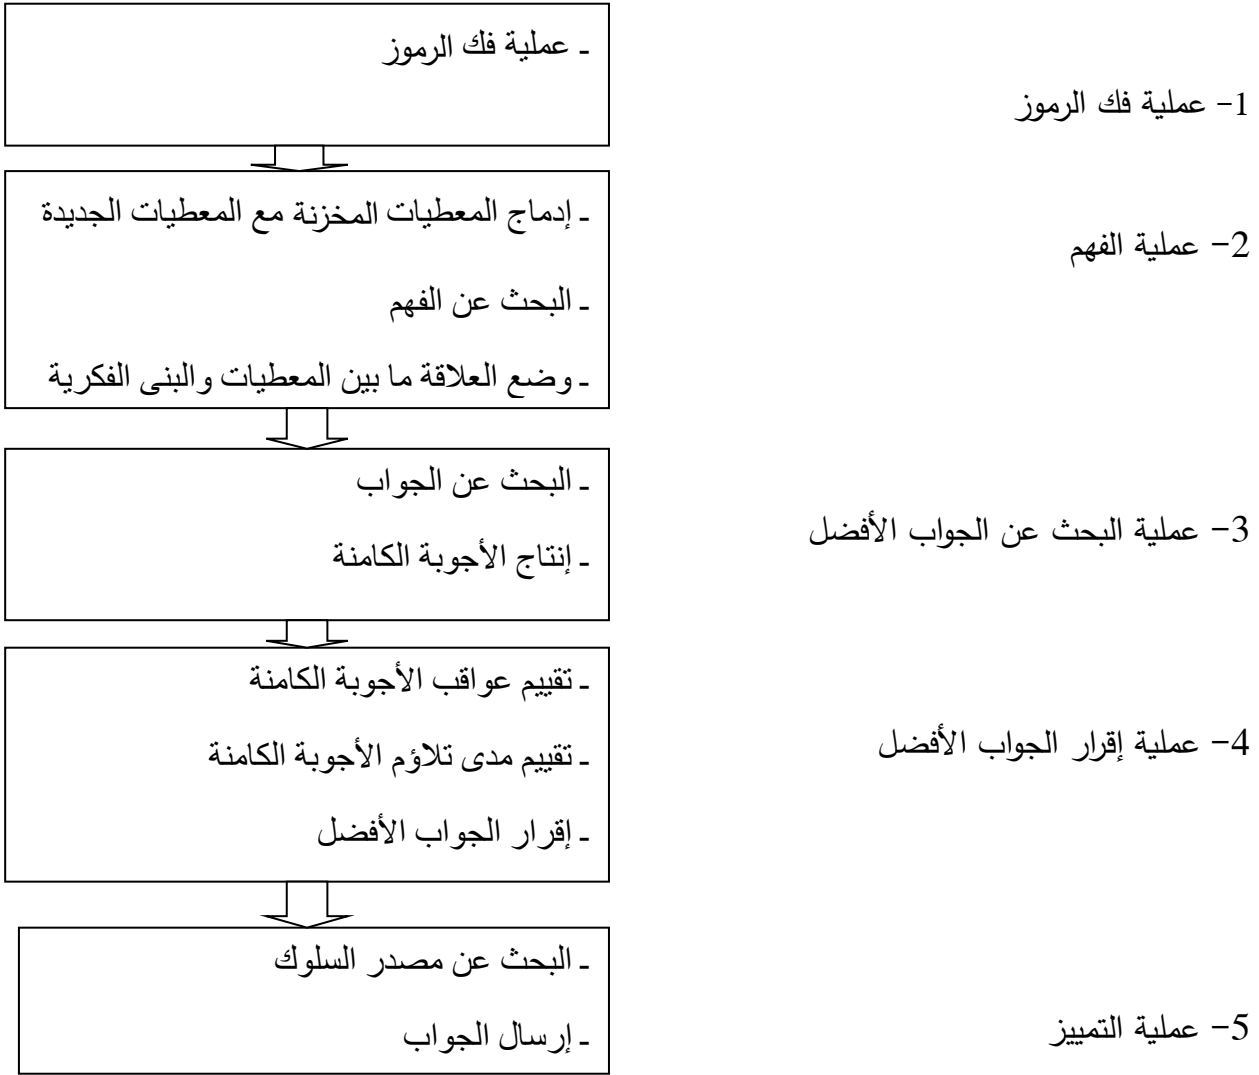 1- عملية فك الرموز
ـ عملية فك الرموز
2- عملية الفهم
ـ إدماج المعطيات المخزنة مع المعطيات الجديدة
ـ البحث عن الفهم
ـ وضع العلاقة ما بين المعطيات والبنى الفكرية
3- عملية البحث عن الجواب الأفضل
ـ البحث عن الجواب
ـ إنتاج الأجوبة الكامنة
4- عملية إقرار الجواب الأفضل
ـ تقييم عواقب الأجوبة الكامنة
ـ تقييم مدى تلاؤم الأجوبة الكامنة
ـ إقرار الجواب الأفضل
5- عملية التمييز
ـ البحث عن مصدر السلوك
ـ إرسال الجواب